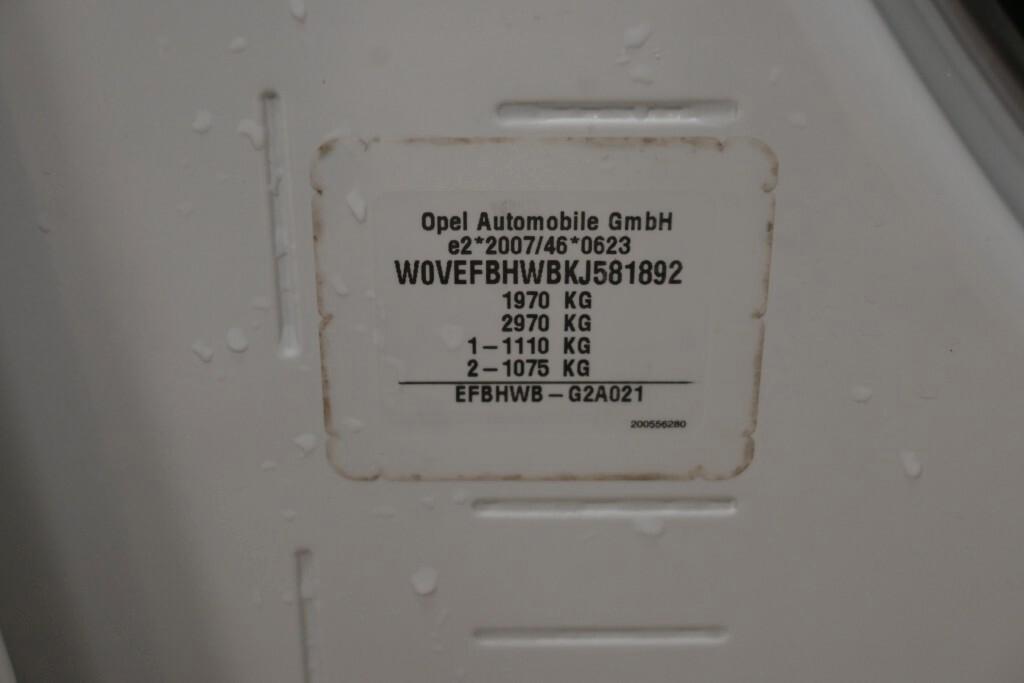 Opel Automobile GmbH
e2*2007/46*0623
W0VEFBHWBKJ581892
1970 KG
2970 KG
1-1110 KG
2-1075 KG
EFBHWB-G2A021
200556280